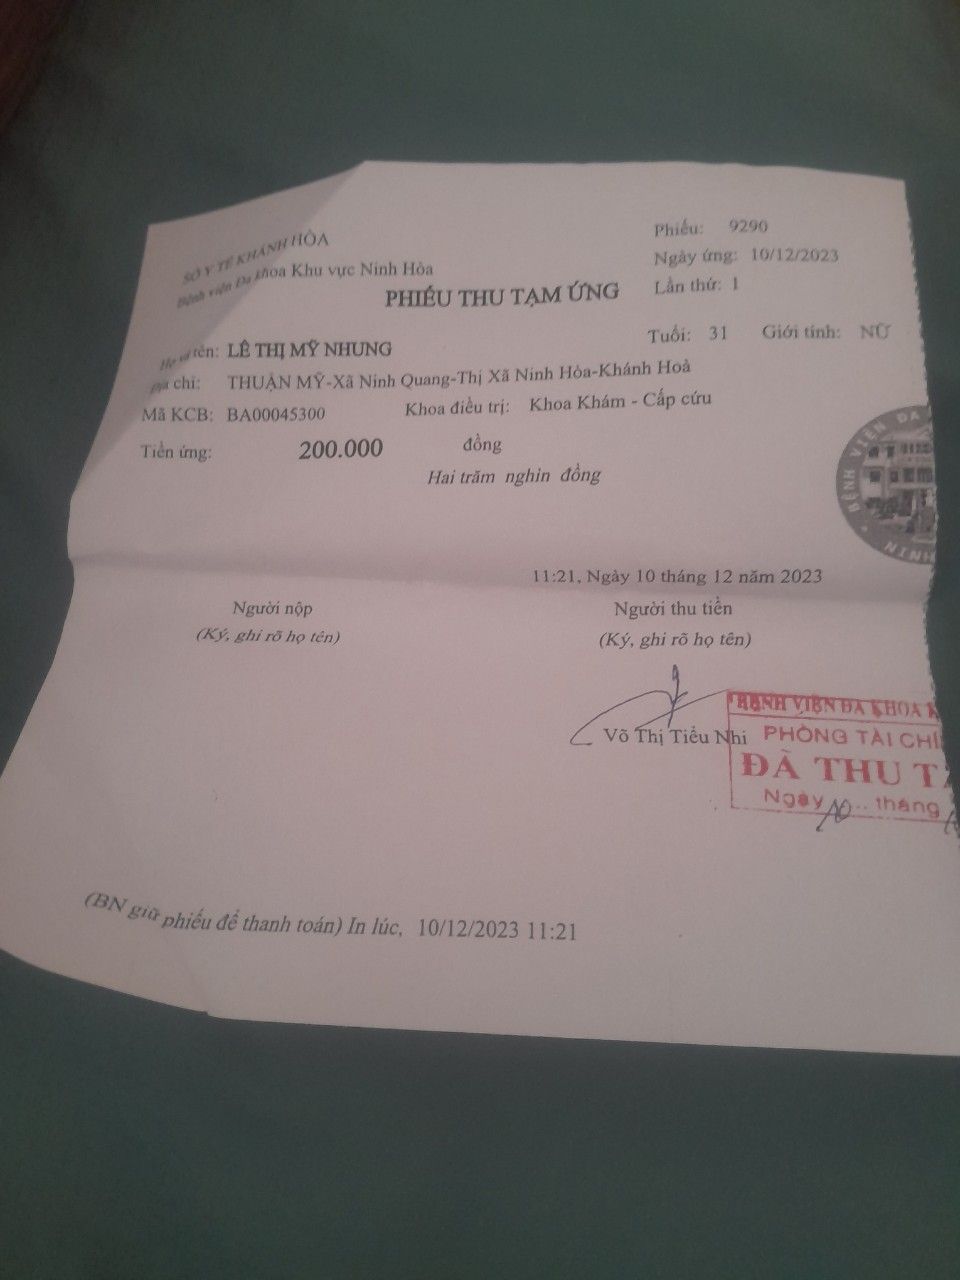 SỞ Y TẾ KHÁNH HÒA
Bệnh viện Đa khoa Khu vực Ninh Hòa
Phiếu: 9290
Ngày ứng: 10/12/2023
Lần thứ: 1
PHIẾU THU TẠM ỨNG
Họ và tên: LÊ THỊ MỸ NHUNG Tuổi: 31 Giới tính: NỮ
Địa chỉ: THUẬN MỸ-Xã Ninh Quang-Thị Xã Ninh Hòa-Khánh Hoà
Mã KCB: BA00045300 Khoa điều trị: Khoa Khám - Cấp cứu
Tiền ứng: 200.000 đồng
Hai trăm nghìn đồng
BỆNH VIỆN ĐA
NINH
11:21, Ngày 10 tháng 12 năm 2023
Người nộp Người thu tiền
(Ký, ghi rõ họ tên) (Ký, ghi rõ họ tên)
Võ Thị Tiểu Nhi
BỆNH VIỆN ĐA KHOA K
PHÒNG TÀI CHÍ
ĐÃ THU T
Ngày 10 tháng
(BN giữ phiếu để thanh toán) In lúc, 10/12/2023 11:21